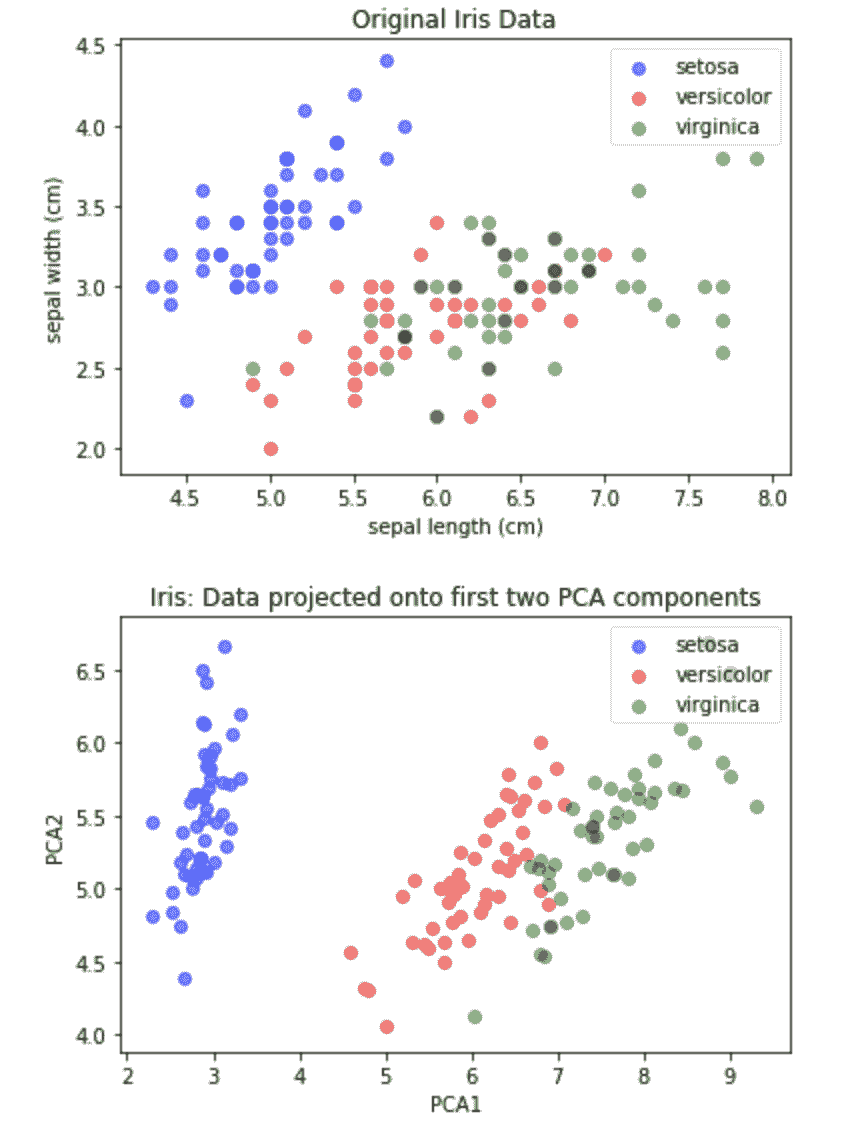 Original Iris Data
4.5
4.0
3.5
3.0
2.5
2.0
sepal width (cm)
setosa
versicolor
virginica
4.5 5.0 5.5 6.0 6.5 7.0 7.5 8.0
sepal length (cm)
Iris: Data projected onto first two PCA components
6.5
6.0
5.5
5.0
4.5
4.0
PCA2
setosa
versicolor
virginica
2 3 4 5 6 7 8 9
PCA1